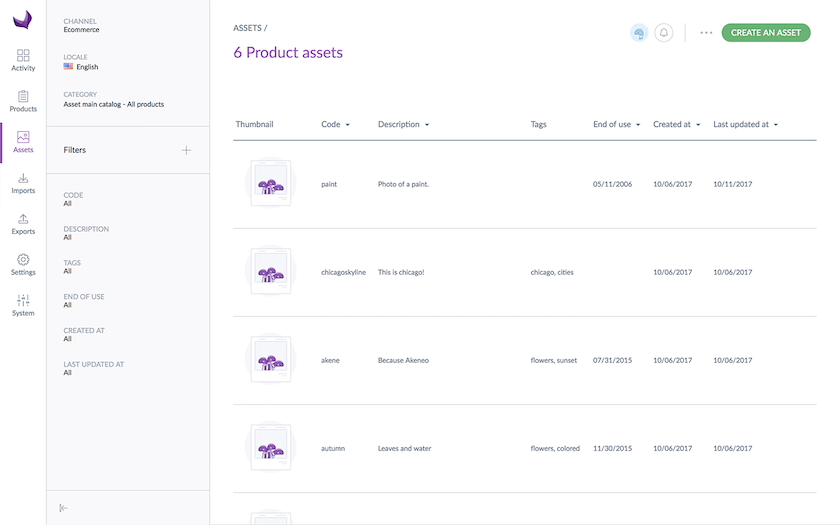 Activity
Products
Assets
Imports
Exports
Settings
System
CHANNEL
Ecommerce
LOCALE
English
CATEGORY
Asset main catalog - All products
Filters
CODE
All
DESCRIPTION
All
TAGS
All
END OF USE
All
CREATED AT
All
LAST UPDATED AT
All
ASSETS /
CREATE AN ASSET
6 Product assets
Thumbnail Code Description Tags End of use Created at Last updated at
paint Photo of a paint. 05/11/2006 10/06/2017 10/11/2017
chicagoskyline This is chicago! chicago, cities 10/06/2017 10/06/2017
akene Because Akeneo flowers, sunset 07/31/2015 10/06/2017 10/06/2017
autumn Leaves and water flowers, colored 11/30/2015 10/06/2017 10/06/2017